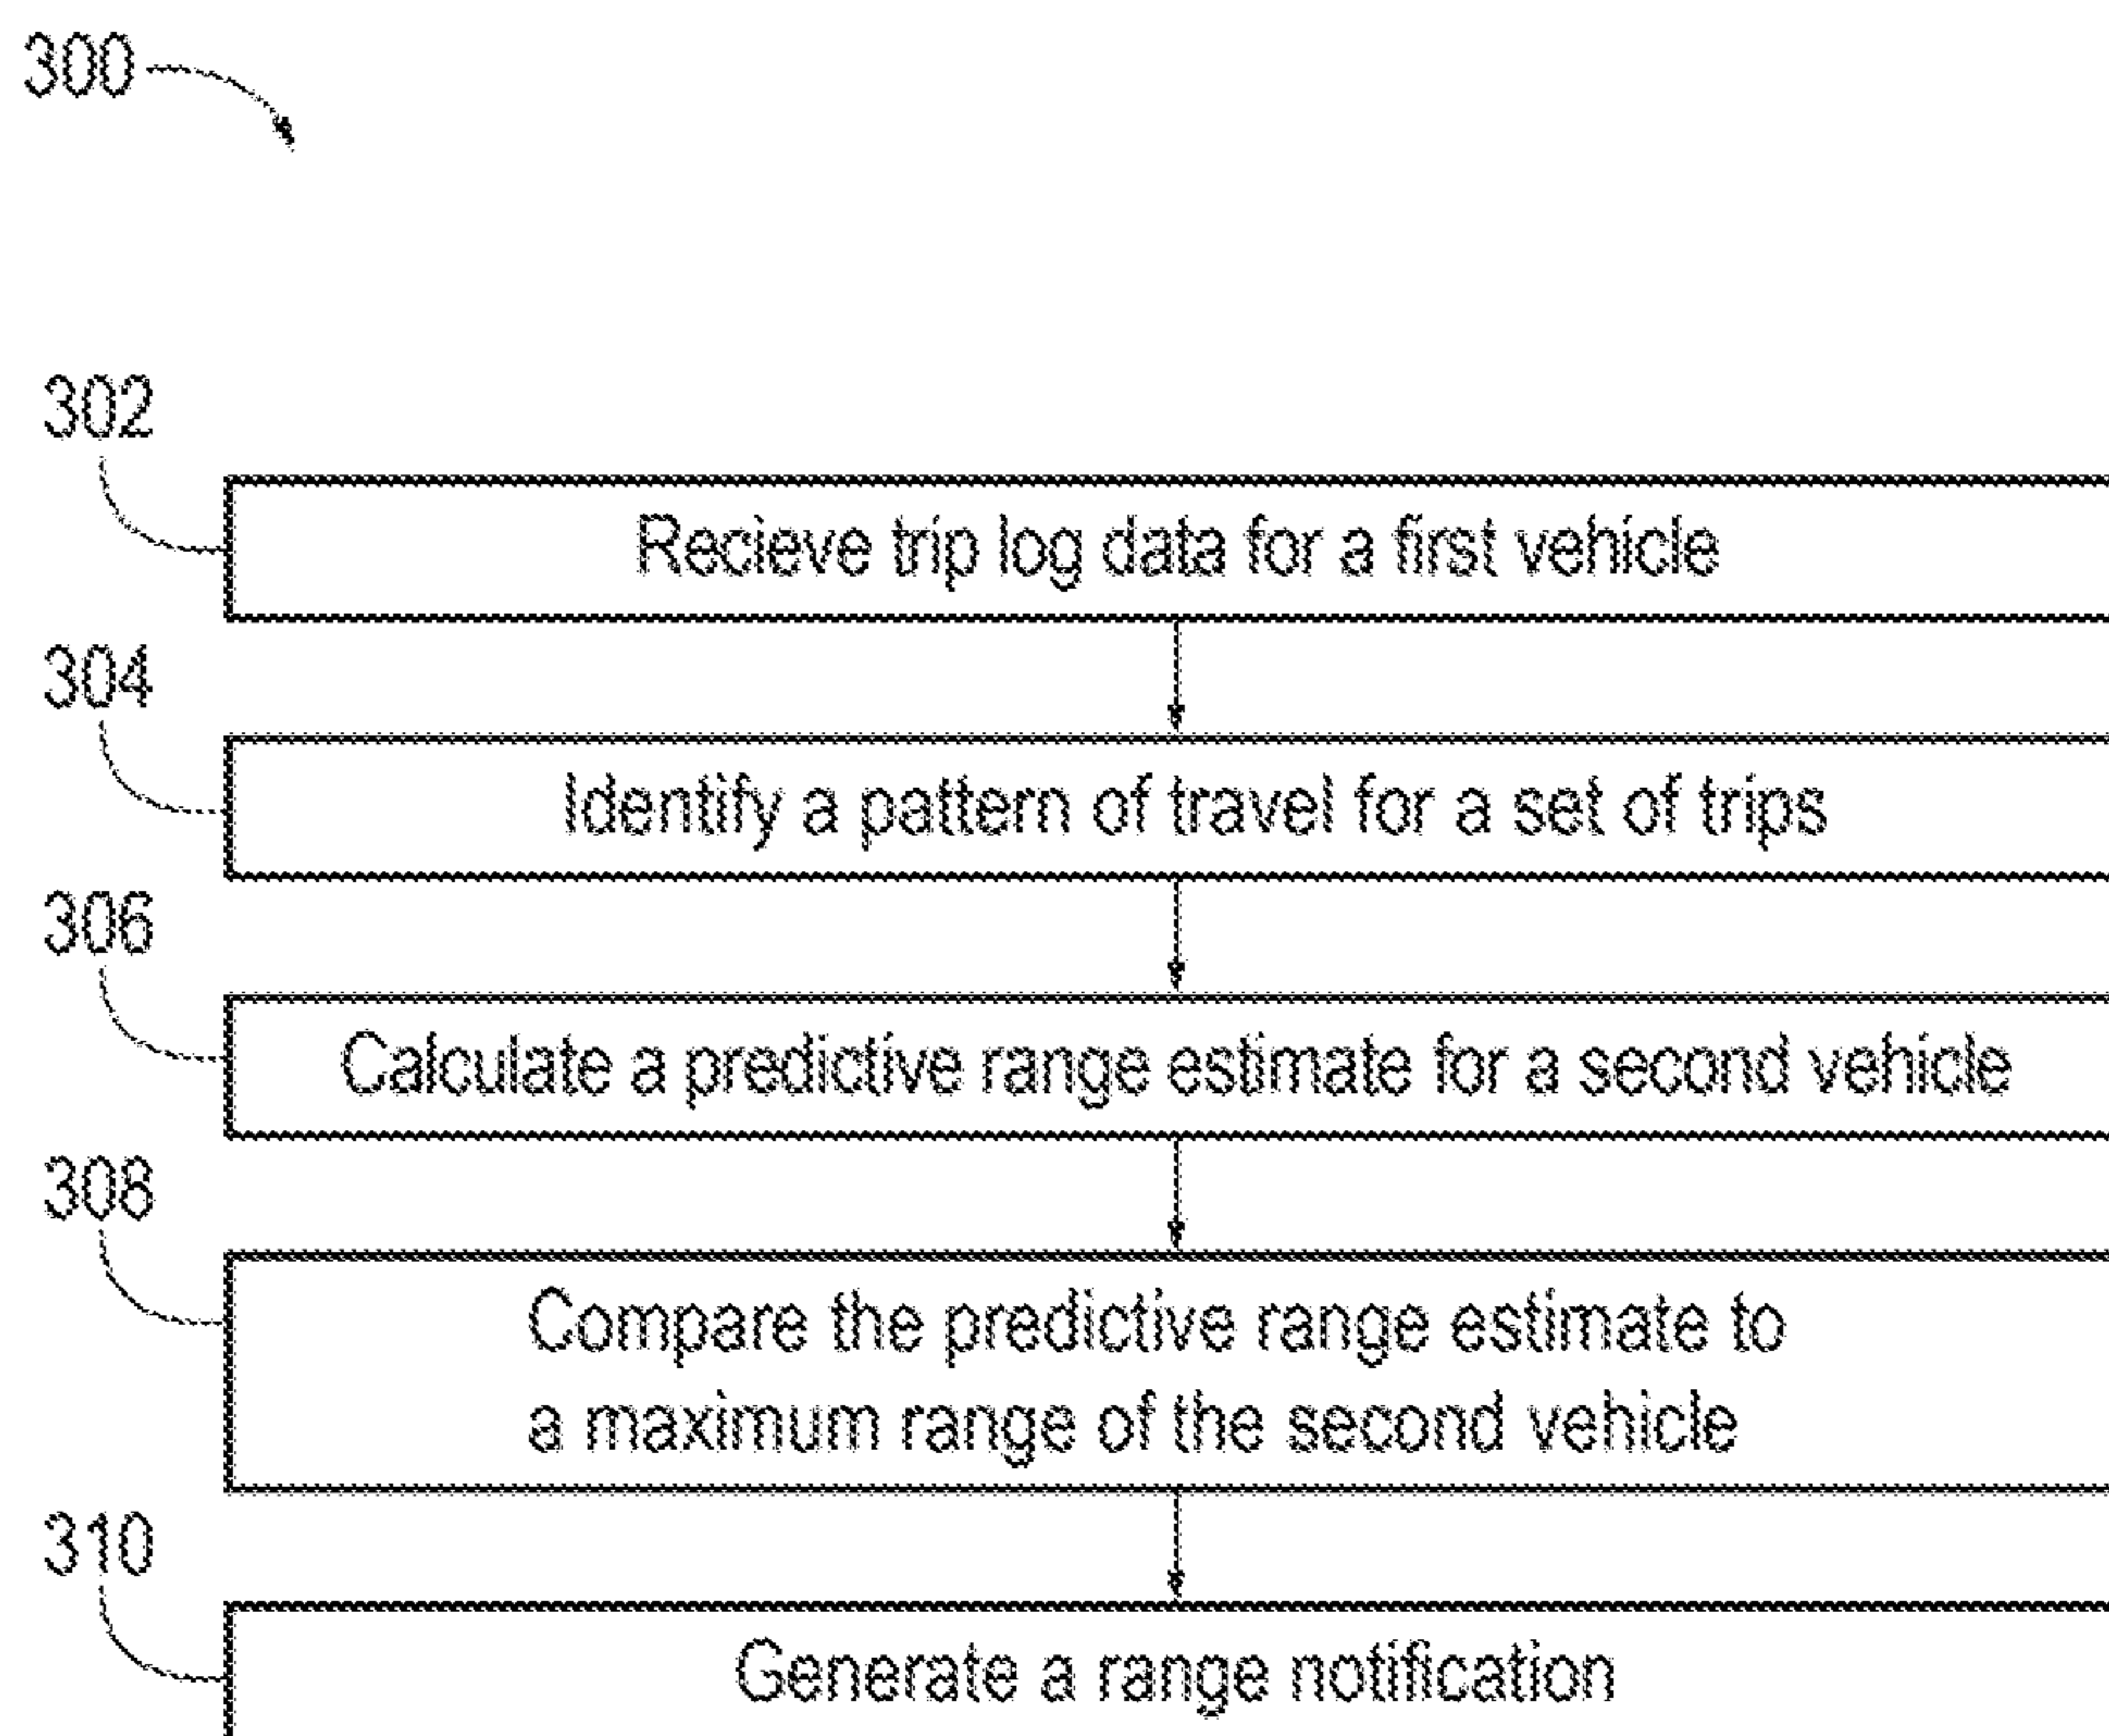 300
302
Recieve trip log data for a first vehicle
304
Identify a pattern of travel for a set of trips
306
Calculate a predictive range estimate for a second vehicle
308
Compare the predictive range estimate to
a maximum range of the second vehicle
310
Generate a range notification